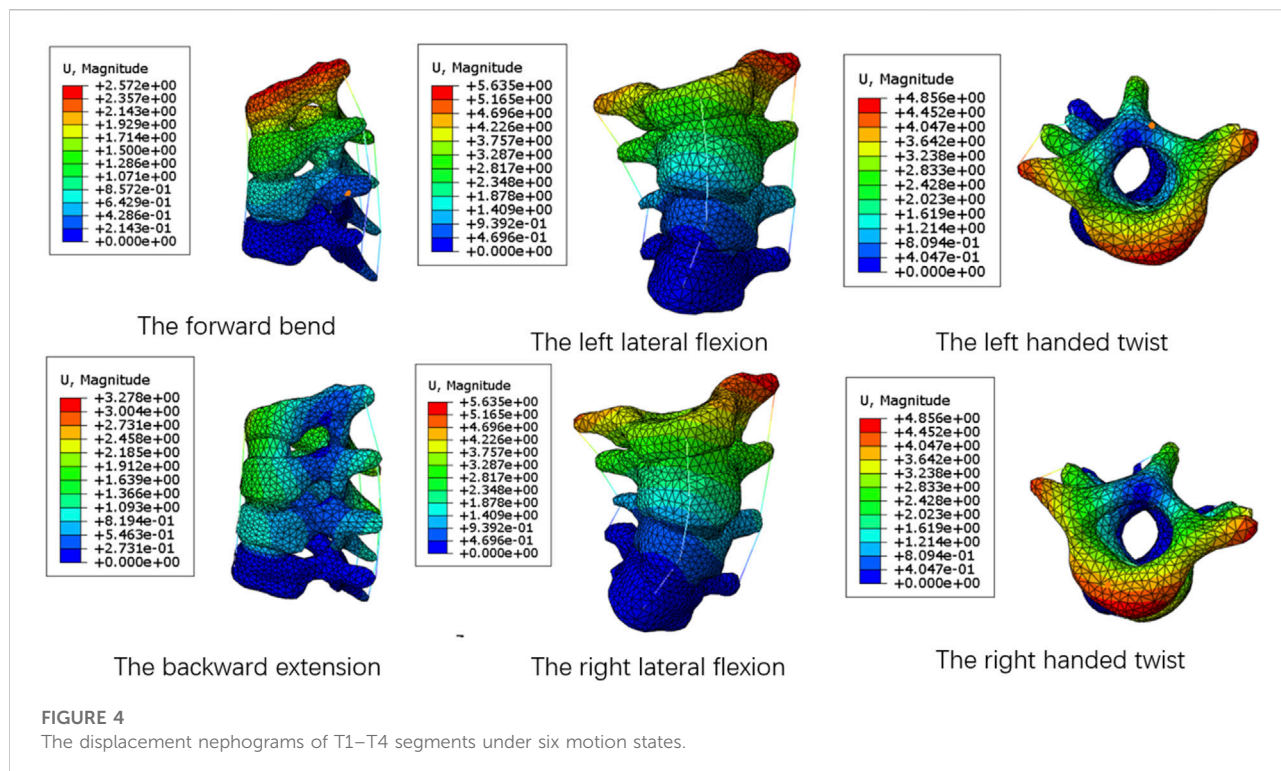 U, Magnitude
+2.572e+00
+2.357e+00
+2.143e+00
+1.929e+00
+1.714e+00
+1.500e+00
+1.286e+00
+1.071e+00
+8.572e-01
+6.429e-01
+4.286e-01
+2.143e-01
+0.000e+00
The forward bend
U, Magnitude
+5.635e+00
+5.165e+00
+4.696e+00
+4.226e+00
+3.757e+00
+3.287e+00
+2.817e+00
+2.348e+00
+1.878e+00
+1.409e+00
+9.392e-01
+4.696e-01
+0.000e+00
The left lateral flexion
U, Magnitude
+4.856e+00
+4.452e+00
+4.047e+00
+3.642e+00
+3.238e+00
+2.833e+00
+2.428e+00
+2.023e+00
+1.619e+00
+1.214e+00
+8.094e-01
+4.047e-01
+0.000e+00
The left handed twist
U, Magnitude
+3.278e+00
+3.004e+00
+2.731e+00
+2.458e+00
+2.185e+00
+1.912e+00
+1.639e+00
+1.366e+00
+1.093e+00
+8.194e-01
+5.463e-01
+2.731e-01
+0.000e+00
The backward extension
U, Magnitude
+5.635e+00
+5.165e+00
+4.696e+00
+4.226e+00
+3.757e+00
+3.287e+00
+2.817e+00
+2.348e+00
+1.878e+00
+1.409e+00
+9.392e-01
+4.696e-01
+0.000e+00
The right lateral flexion
U, Magnitude
+4.856e+00
+4.452e+00
+4.047e+00
+3.642e+00
+3.238e+00
+2.833e+00
+2.428e+00
+2.023e+00
+1.619e+00
+1.214e+00
+8.094e-01
+4.047e-01
+0.000e+00
The right handed twist
FIGURE 4
The displacement nephograms of T1–T4 segments under six motion states.